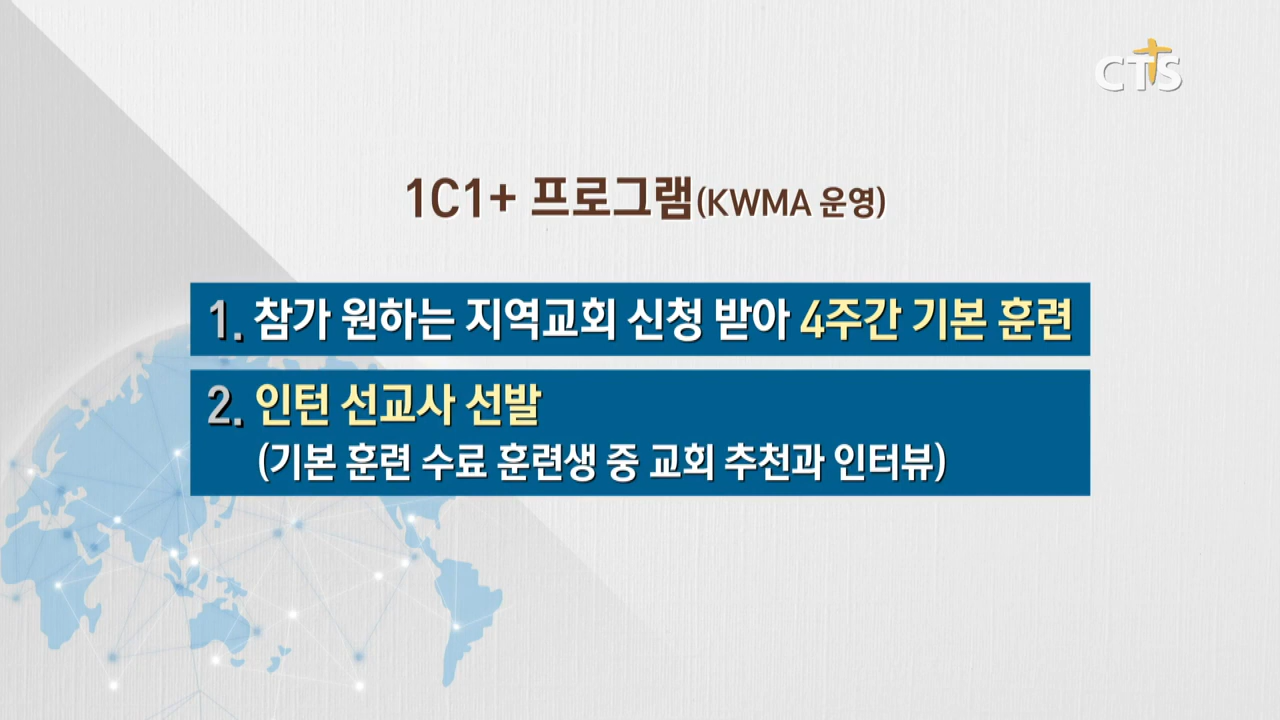 CTS
1C1+ 프로그램(KWMA 운영)
1. 참가 원하는 지역교회 신청 받아 4주간 기본 훈련
2. 인턴 선교사 선발
(기본 훈련 수료 훈련생 중 교회 추천과 인터뷰)